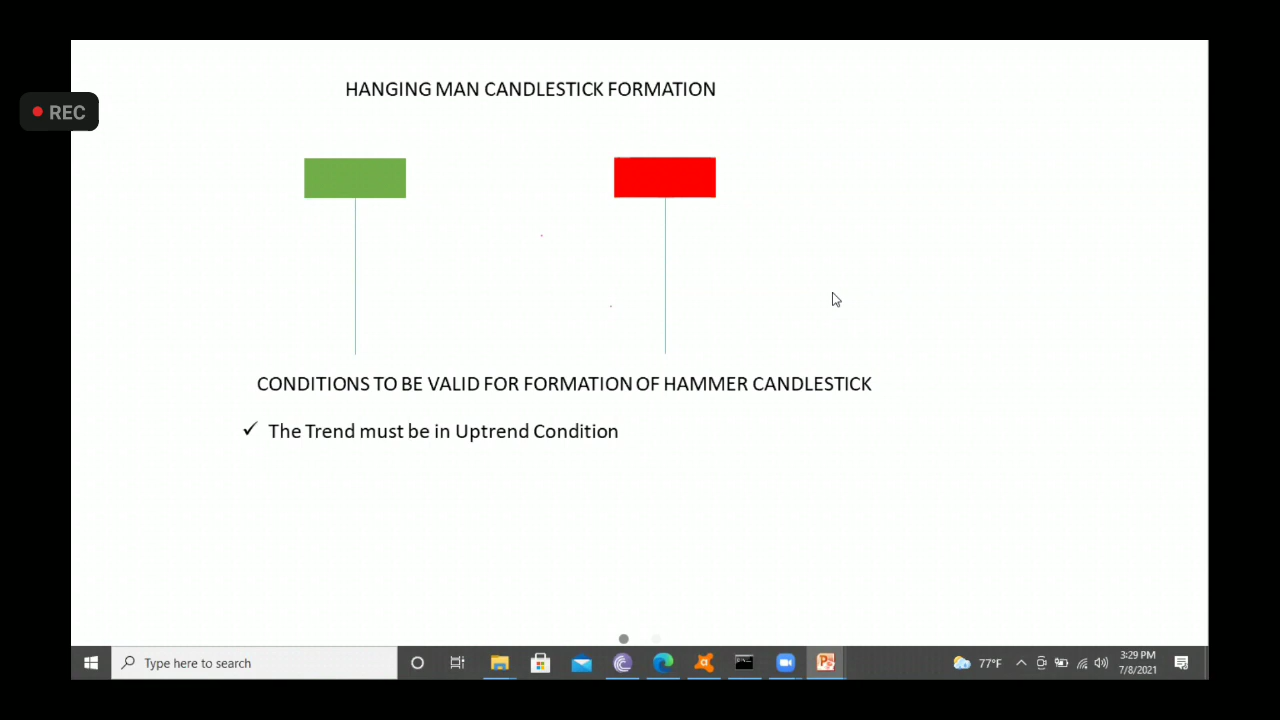 HANGING MAN CANDLESTICK FORMATION
REC
CONDITIONS TO BE VALID FOR FORMATION OF HAMMER CANDLESTICK
✓ The Trend must be in Uptrend Condition
Type here to search
77°F
3:29 PM
7/8/2021